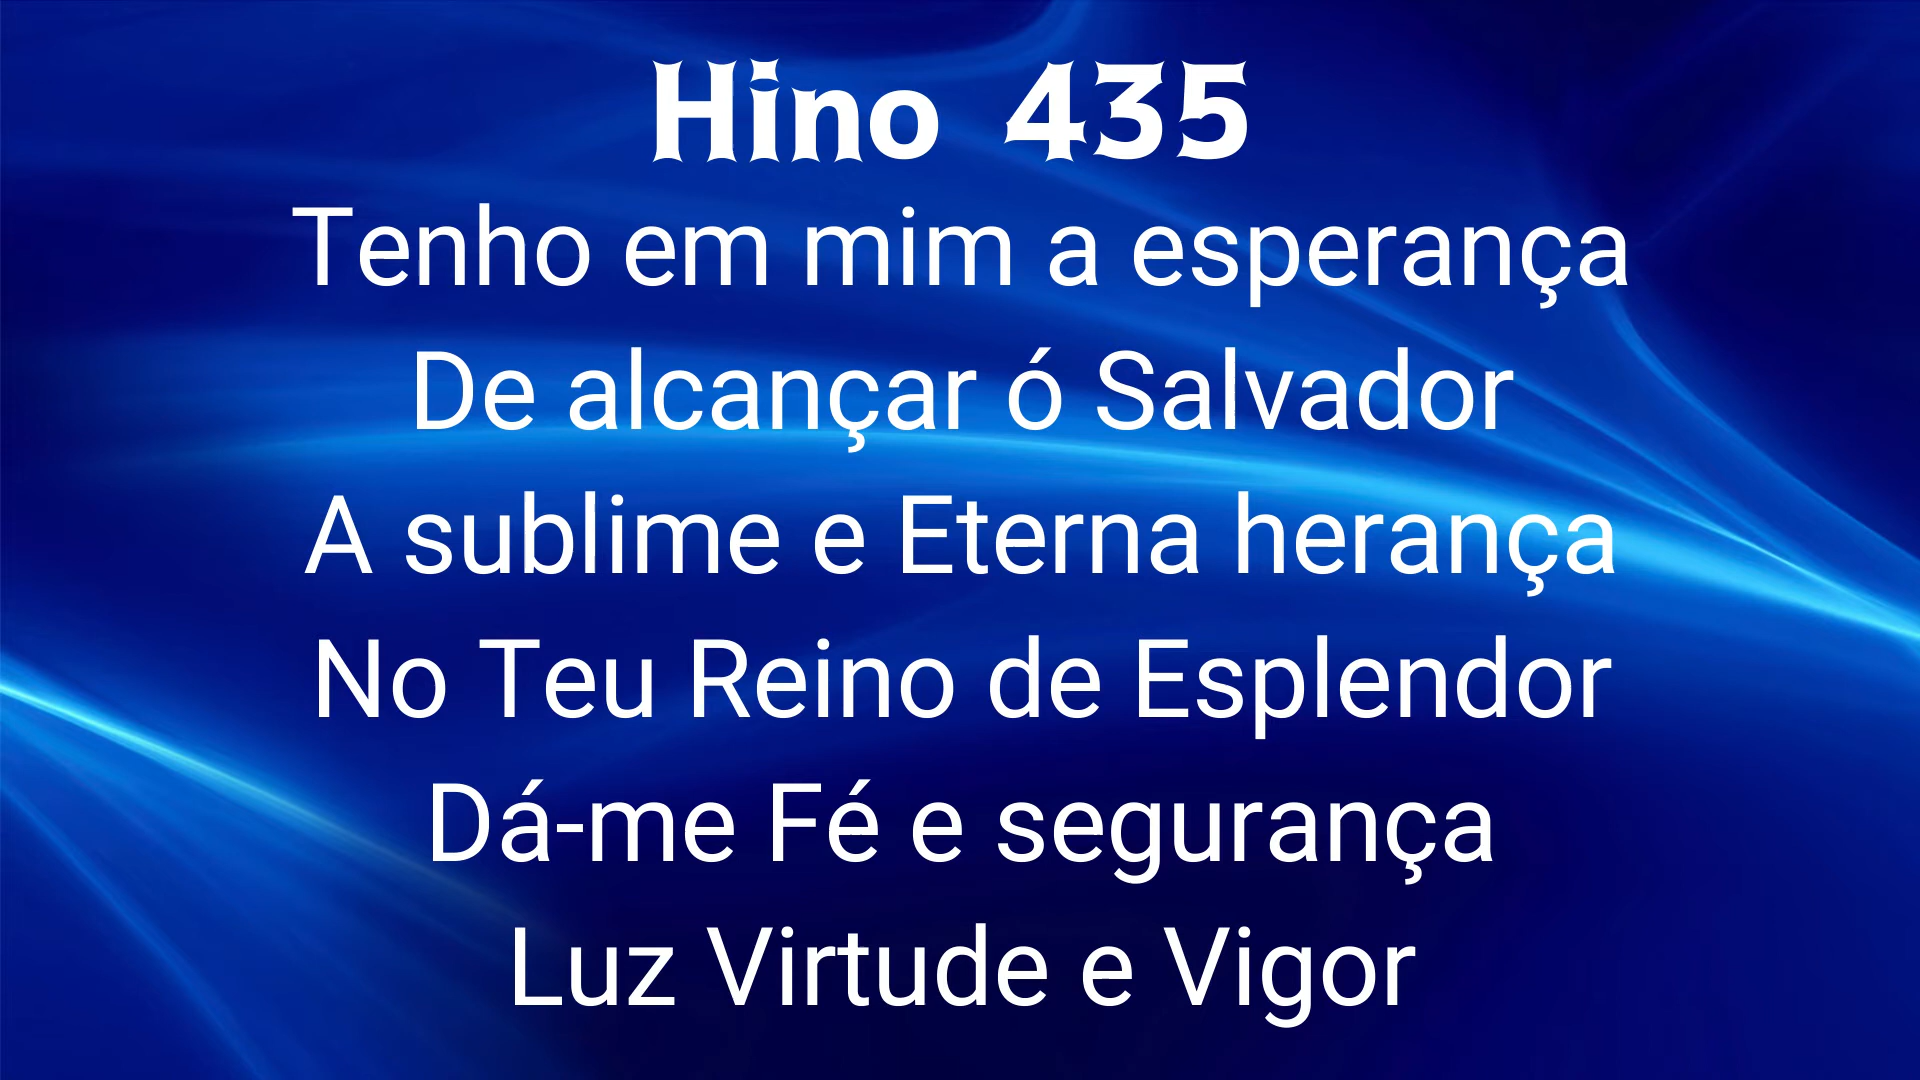 Hino 435
Tenho em mim a esperança
De alcançar ó Salvador
A sublime e Eterna herança
No Teu Reino de Esplendor
Dá-me Fé e segurança
Luz Virtude e Vigor